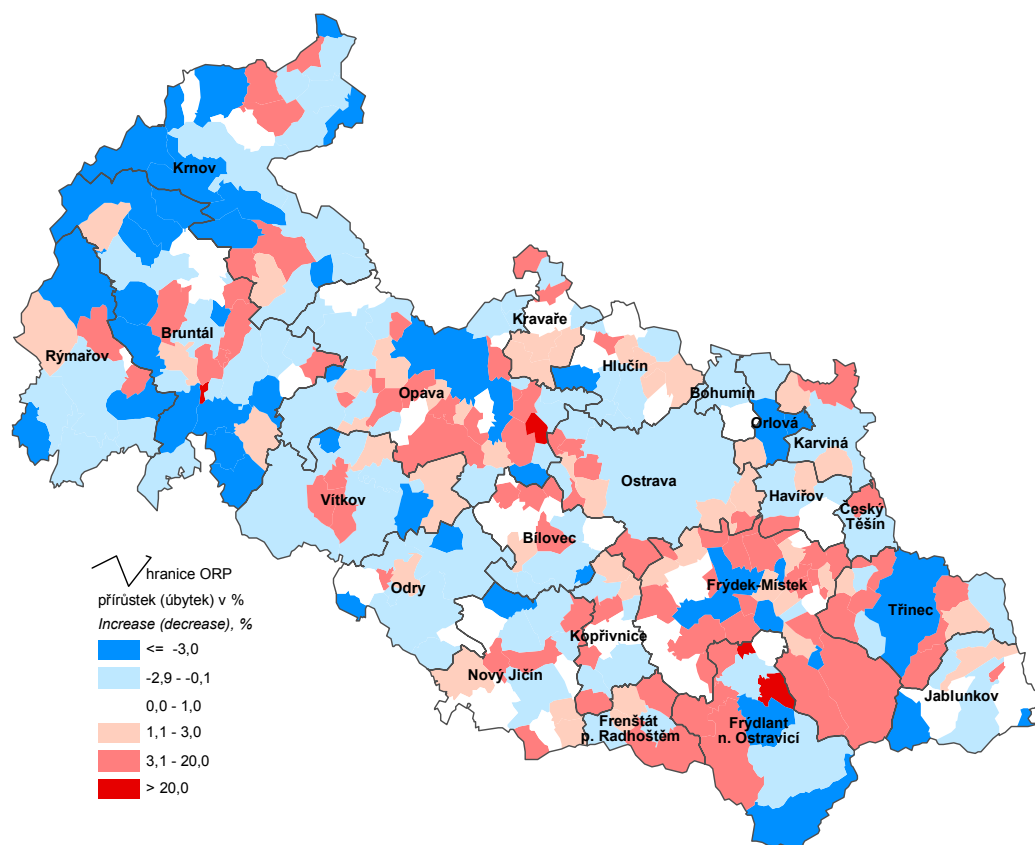 Krnov
Kravaře
Bruntál
Rýmařov
Hlučín
Bohumín
Opava
Orlová
Karviná
Ostrava
Vítkov
Havířov
Český
Těšín
Bílovec
hranice ORP
Odry
Frýdek-Místek
přírůstek (úbytek) v %
Třinec
Increase (decrease), %
Kopřivnice
<= -3,0
-2,9 - -0,1
Nový Jičín
Jablunkov
0,0 - 1,0
Frenštát
p. Radhoštěm
Frýdlant
n. Ostravicí
1,1 - 3,0
3,1 - 20,0
> 20,0